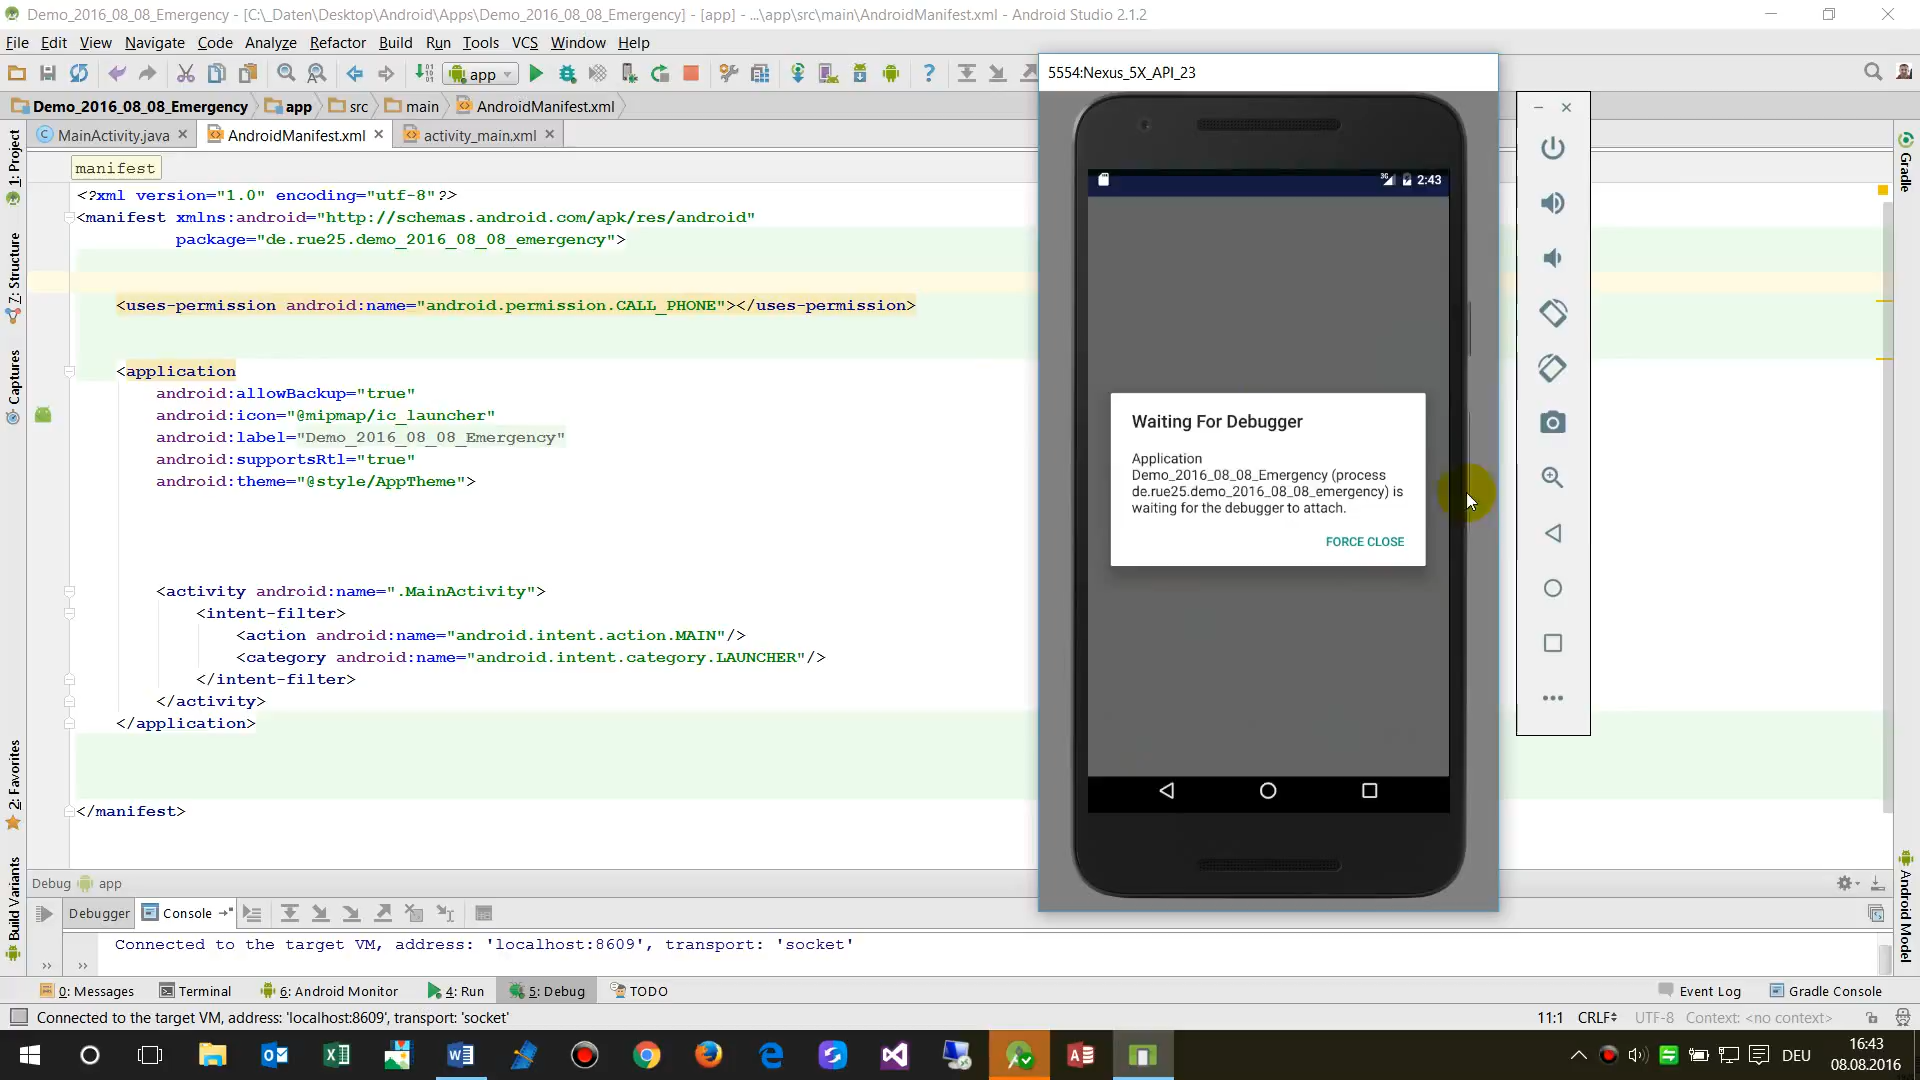 Demo_2016_08_08_Emergency - [C:\_Daten\Desktop\Android\Apps\Demo_2016_08_08_Emergency] - [app] - ...\app\src\main\AndroidManifest.xml - Android Studio 2.1.2
File Edit View Navigate Code Analyze Refactor Build Run Tools VCS Window Help
app
Demo_2016_08_08_Emergency app src main AndroidManifest.xml
MainActivity.java AndroidManifest.xml activity_main.xml
manifest
<?xml version="1.0" encoding="utf-8"?>
<manifest xmlns:android="http://schemas.android.com/apk/res/android"
package="de.rue25.demo_2016_08_08_emergency">
<uses-permission android:name="android.permission.CALL_PHONE"></uses-permission>
<application
android:allowBackup="true"
android:icon="@mipmap/ic_launcher"
android:label="Demo_2016_08_08_Emergency"
android:supportsRtl="true"
android:theme="@style/AppTheme">
<activity android:name=".MainActivity">
<intent-filter>
<action android:name="android.intent.action.MAIN"/>
<category android:name="android.intent.category.LAUNCHER"/>
</intent-filter>
</activity>
</application>
</manifest>
1: Project
7: Structure
Captures
2: Favorites
Build Variants
5554:Nexus_5X_API_23
3G 2:43
Waiting For Debugger
Application
Demo_2016_08_08_Emergency (process
de.rue25.demo_2016_08_08_emergency) is
waiting for the debugger to attach.
FORCE CLOSE
Gradle
Android Model
Debug app
Debugger Console
Connected to the target VM, address: 'localhost:8609', transport: 'socket'
0: Messages Terminal 6: Android Monitor 4: Run 5: Debug TODO Event Log Gradle Console
Connected to the target VM, address: 'localhost:8609', transport: 'socket' 11:1 CRLF UTF-8 Context: <no context>
DEU 16:43
08.08.2016